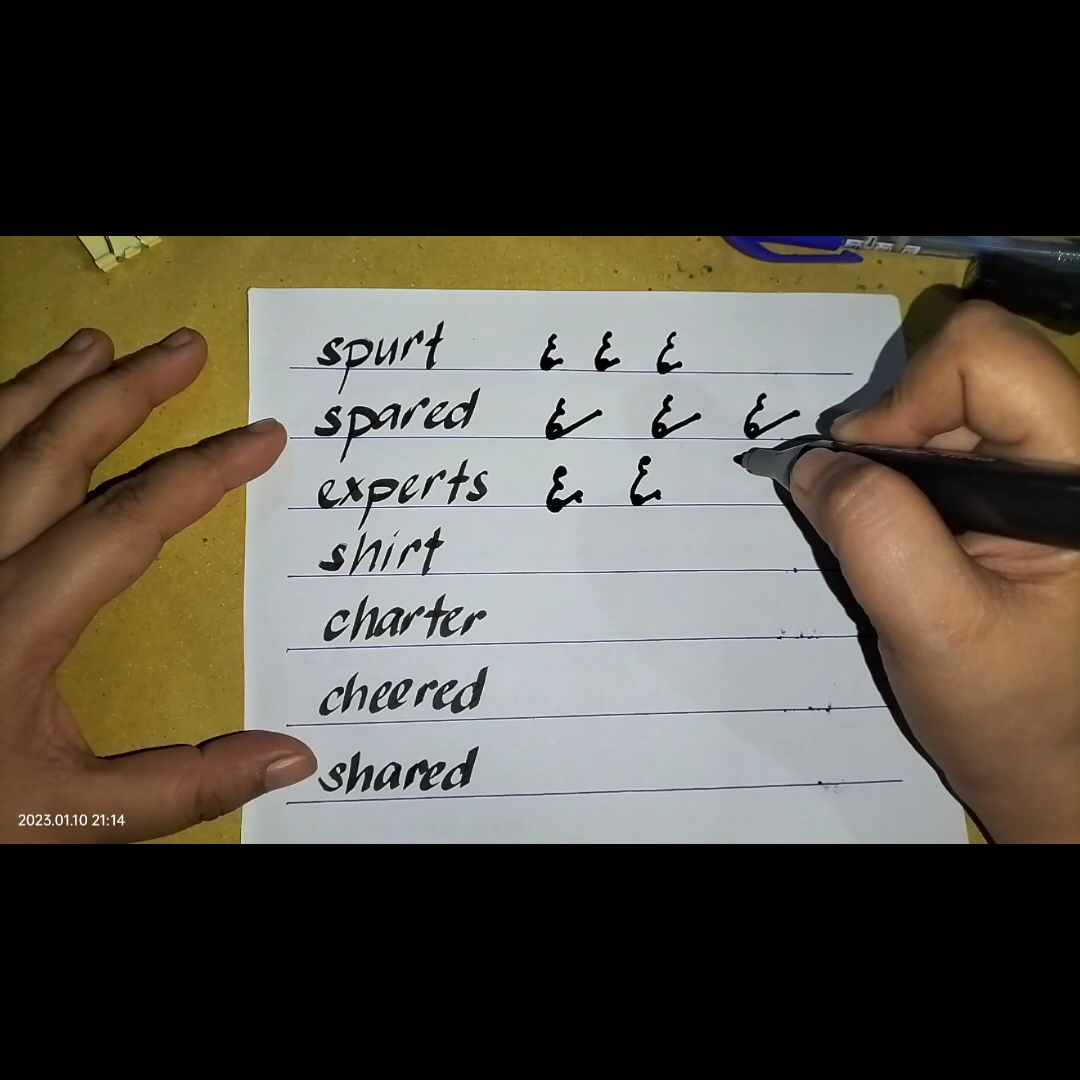 spurt
spared
experts
shirt
charter
cheered
shared
2023.01.10 21:14